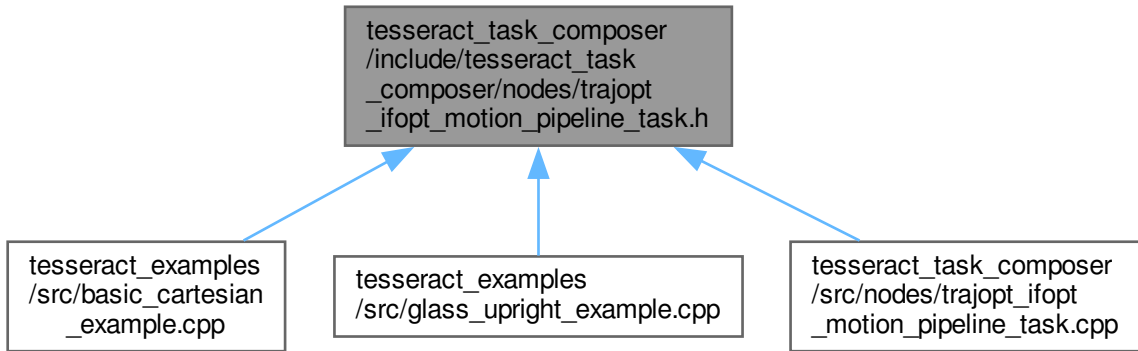 tesseract_task_composer
/include/tesseract_task
_composer/nodes/trajopt
_ifopt_motion_pipeline_task.h
tesseract_examples
/src/basic_cartesian
_example.cpp
tesseract_examples
/src/glass_upright_example.cpp
tesseract_task_composer
/src/nodes/trajopt_ifopt
_motion_pipeline_task.cpp